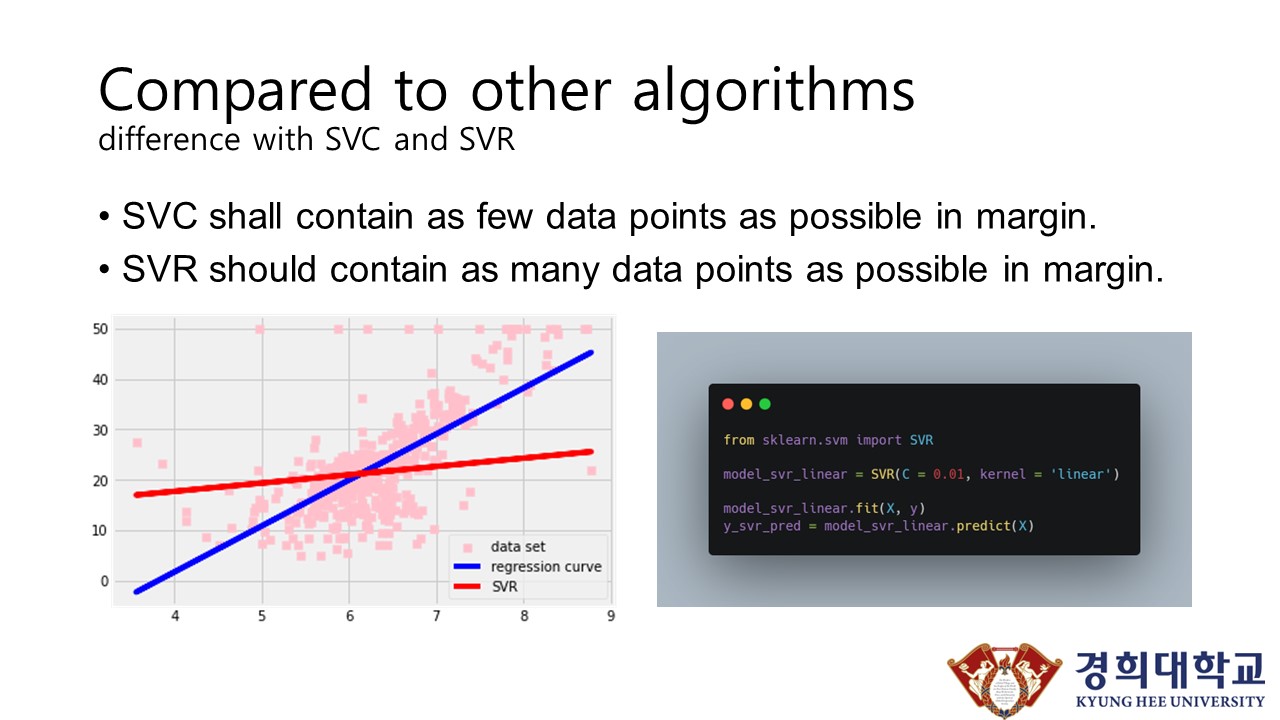 Compared to other algorithms
difference with SVC and SVR
• SVC shall contain as few data points as possible in margin.
• SVR should contain as many data points as possible in margin.
50
40
30
20
10
0
4 5 6 7 8 9
data set
regression curve
SVR
from sklearn.svm import SVR
model_svr_linear = SVR(C = 0.01, kernel = 'linear')
model_svr_linear.fit(X, y)
y_svr_pred = model_svr_linear.predict(X)
경희대학교
KYUNG HEE UNIVERSITY